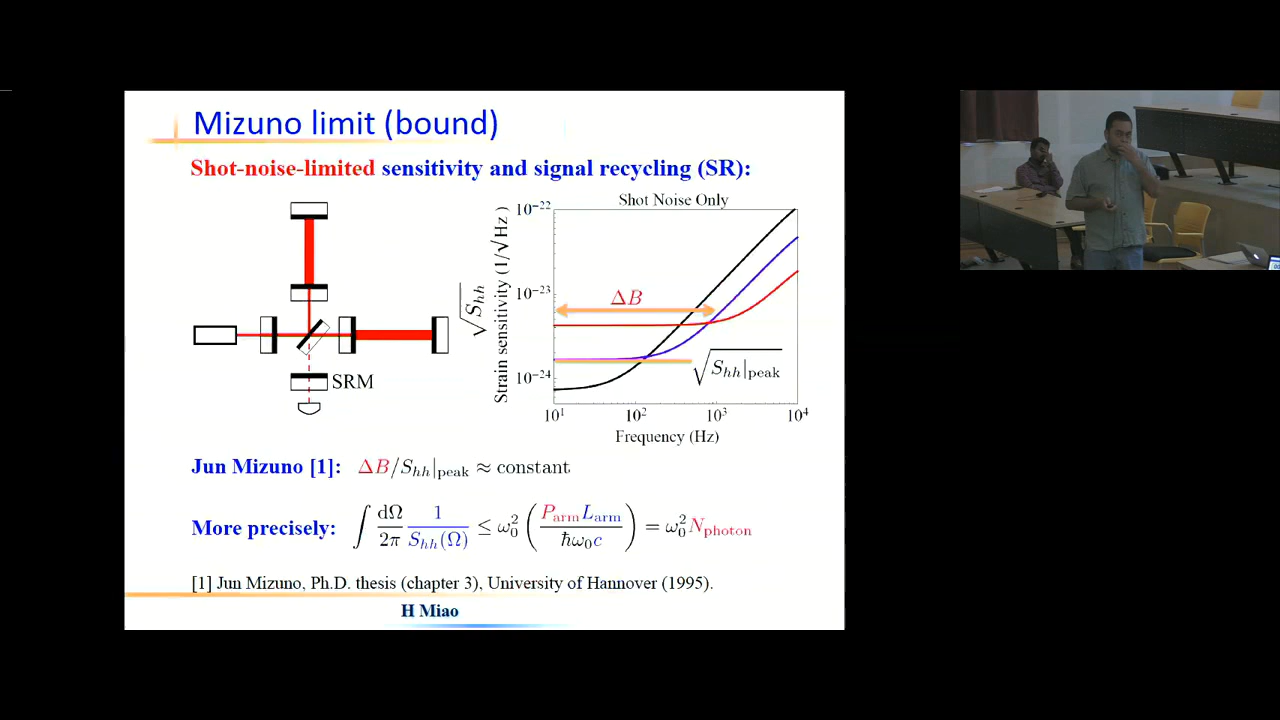 Mizuno limit (bound)
Shot-noise-limited sensitivity and signal recycling (SR):
SRM
Shot Noise Only
10⁻²²
10⁻²³
10⁻²⁴
√S_hh
Strain sensitivity (1/√Hz)
ΔB
√S_hh|peak
10¹ 10² 10³ 10⁴
Frequency (Hz)
Jun Mizuno [1]: ΔB/S_hh|peak ≈ constant
More precisely: ∫ dΩ/2π 1/S_hh(Ω) ≤ ω₀² (P_arm L_arm / ħω₀c) = ω₀² N_photon
[1] Jun Mizuno, Ph.D. thesis (chapter 3), University of Hannover (1995).
H Miao